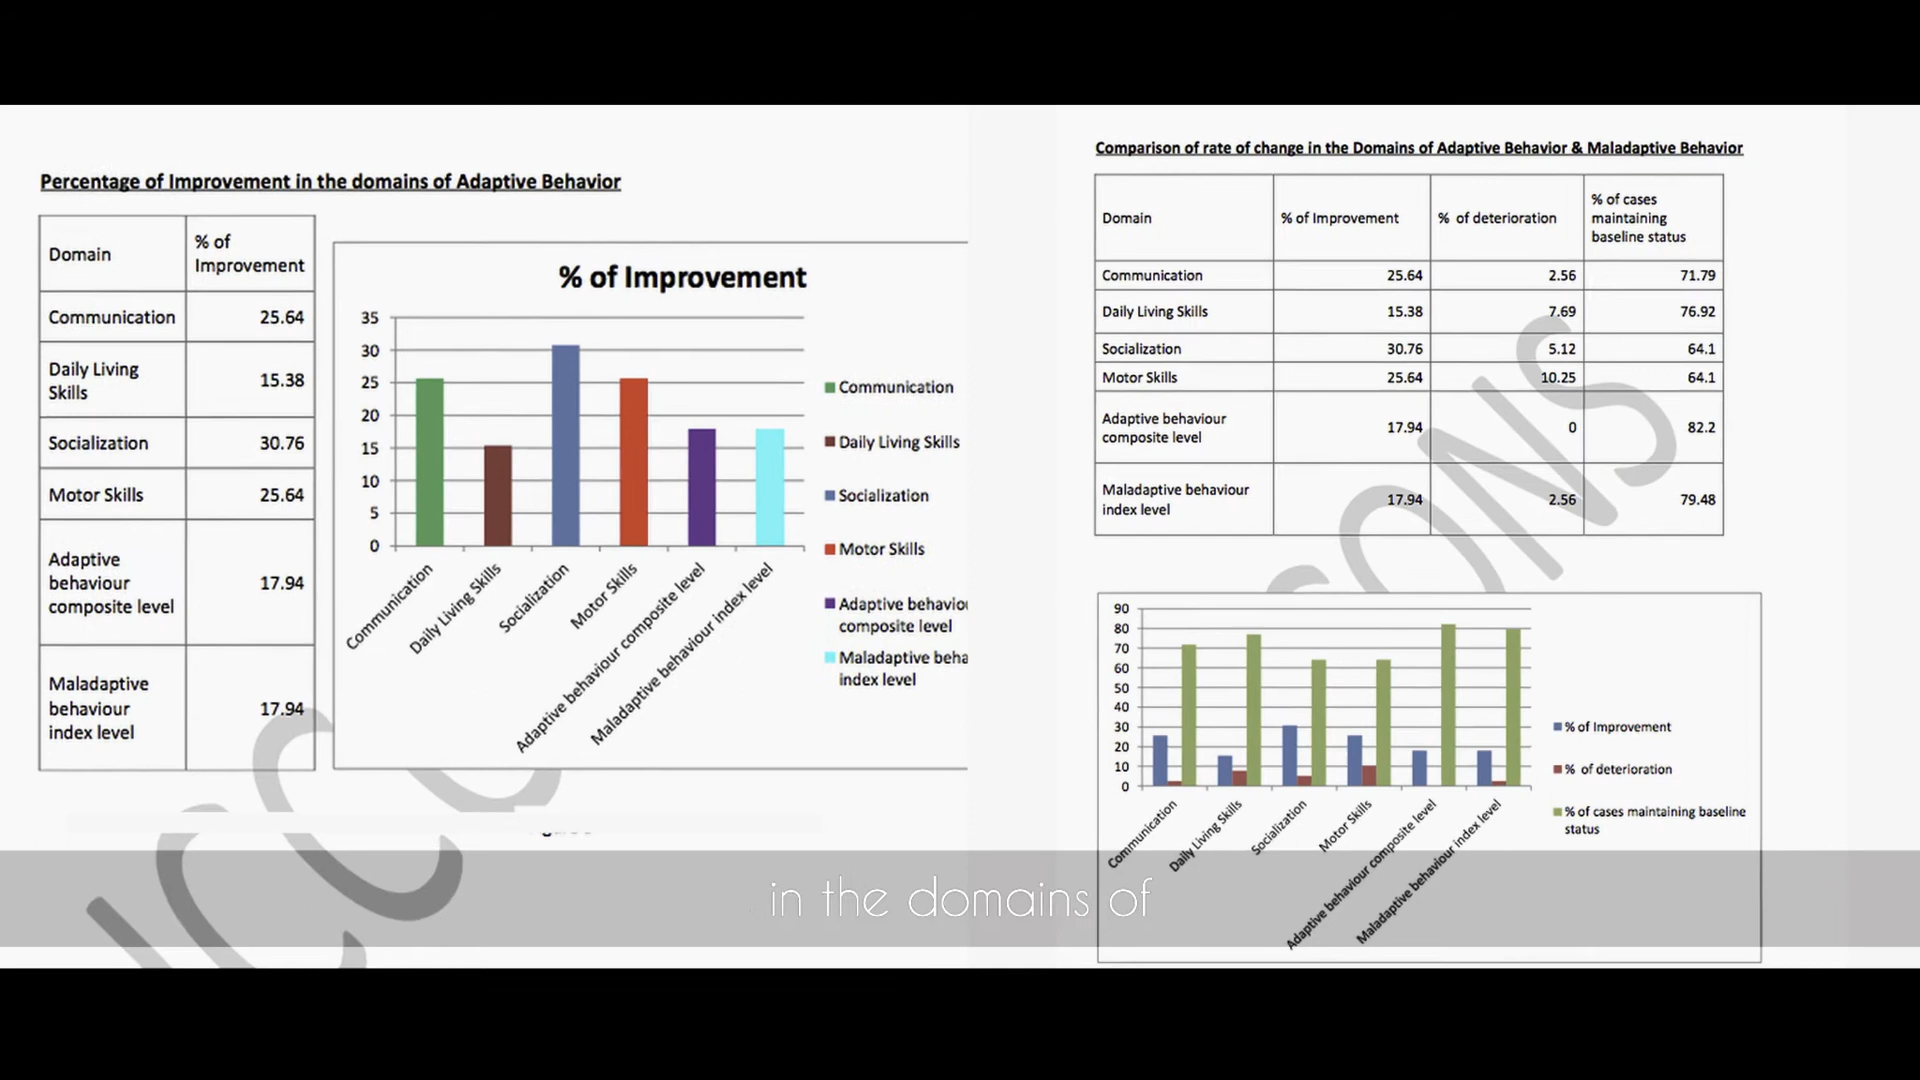 Percentage of Improvement in the domains of Adaptive Behavior
Domain
% of
Improvement
Communication
25.64
Daily Living
Skills
15.38
Socialization
30.76
Motor Skills
25.64
Adaptive
behaviour
composite level
17.94
Maladaptive
behaviour
index level
17.94
% of Improvement
35
30
25
20
15
10
5
0
Communication
Daily Living Skills
Socialization
Motor Skills
Adaptive behaviour composite level
Maladaptive behaviour index level
Communication
Daily Living Skills
Socialization
Motor Skills
Adaptive
composite level
Maladaptive
index level
Comparison of rate of change in the Domains of Adaptive Behavior & Maladaptive Behavior
Domain
% of Improvement
% of deterioration
% of cases
maintaining
baseline status
Communication 25.64 2.56 71.79
Daily Living Skills 15.38 7.69 76.92
Socialization 30.76 5.12 64.1
Motor Skills 25.64 10.25 64.1
Adaptive behaviour
composite level
17.94 0 82.2
Maladaptive behaviour
index level
17.94 2.56 79.48
90
80
70
60
50
40
30
20
10
0
Communication
Daily Living Skills
Socialization
Motor Skills
Adaptive behaviour composite level
Maladaptive behaviour index level
% of Improvement
% of deterioration
% of cases maintaining baseline
status
in the domains of